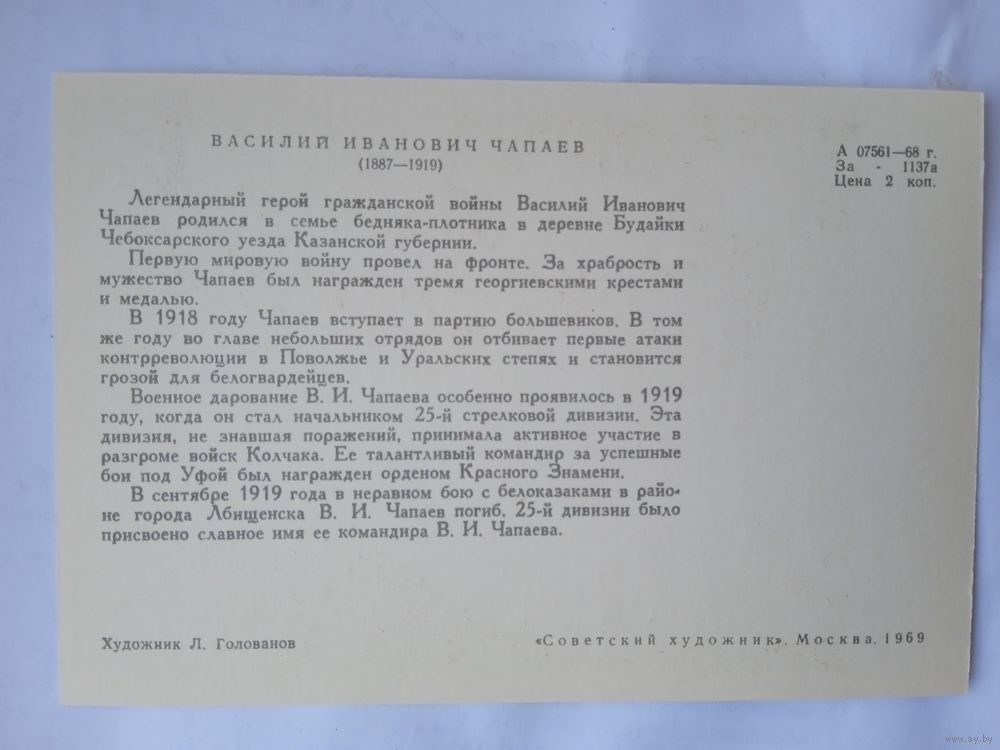 ВАСИЛИЙ ИВАНОВИЧ ЧАПАЕВ
(1887—1919)
А 07561—68 г.
За - 1137а
Цена 2 коп.
Легендарный герой гражданской войны Василий Иванович
Чапаев родился в семье бедняка-плотника в деревне Будайки
Чебоксарского уезда Казанской губернии.
Первую мировую войну провел на фронте. За храбрость и
мужество Чапаев был награжден тремя георгиевскими крестами
и медалью.
В 1918 году Чапаев вступает в партию большевиков. В том
же году во главе небольших отрядов он отбивает первые атаки
контрреволюции в Поволжье и Уральских степях и становится
грозой для белогвардейцев.
Военное дарование В. И. Чапаева особенно проявилось в 1919
году, когда он стал начальником 25-й стрелковой дивизии. Эта
дивизия, не знавшая поражений, принимала активное участие в
разгроме войск Колчака. Ее талантливый командир за успешные
бои под Уфой был награжден орденом Красного Знамени.
В сентябре 1919 года в неравном бою с белоказаками в райо-
не города Лбищенска В. И. Чапаев погиб. 25-й дивизии было
присвоено славное имя ее командира В. И. Чапаева.
Художник Л. Голованов
«Советский художник». Москва. 1969
www.ay.by